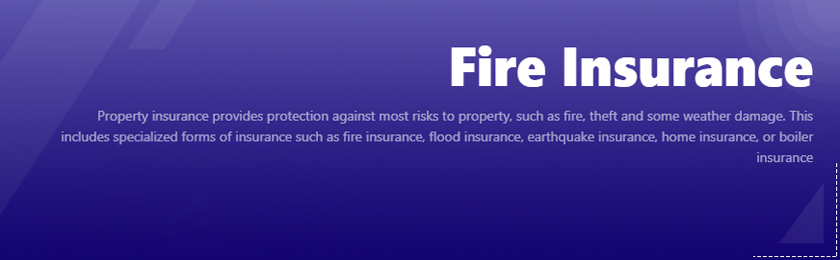 Fire Insurance
Property insurance provides protection against most risks to property, such as fire, theft and some weather damage. This
includes specialized forms of insurance such as fire insurance, flood insurance, earthquake insurance, home insurance, or boiler
insurance